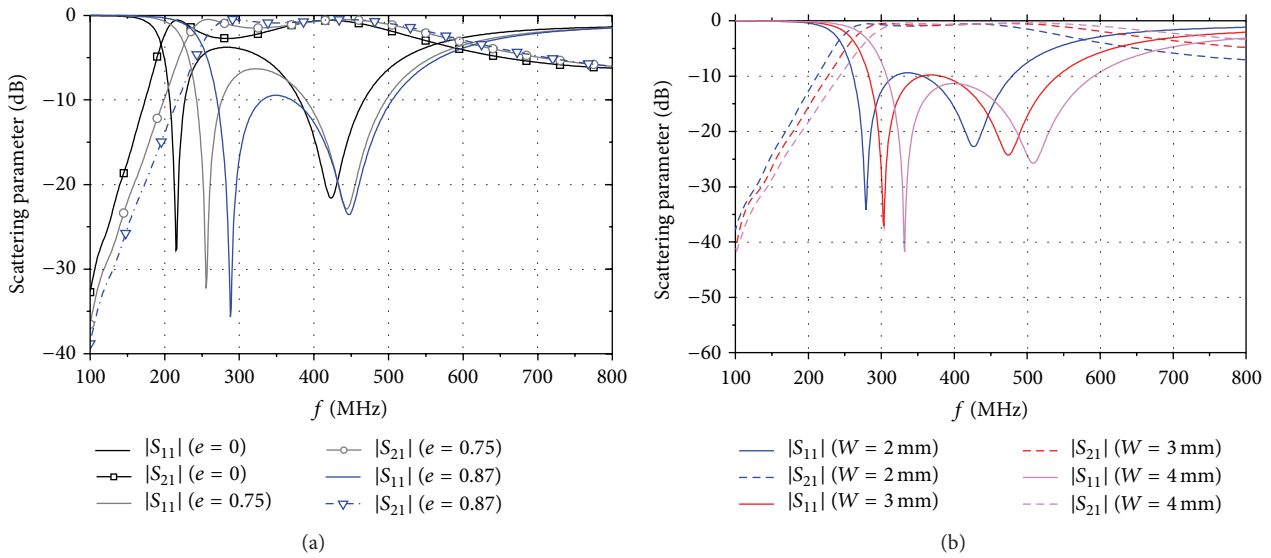 Scattering parameter (dB)
0
−10
−20
−30
−40
100 200 300 400 500 600 700 800
f (MHz)
|S11| (e = 0)
|S21| (e = 0)
|S11| (e = 0.75)
|S21| (e = 0.75)
|S11| (e = 0.87)
|S21| (e = 0.87)
(a)
Scattering parameter (dB)
0
−10
−20
−30
−40
−50
−60
100 200 300 400 500 600 700 800
f (MHz)
|S11| (W = 2 mm)
|S21| (W = 2 mm)
|S11| (W = 3 mm)
|S21| (W = 3 mm)
|S11| (W = 4 mm)
|S21| (W = 4 mm)
(b)